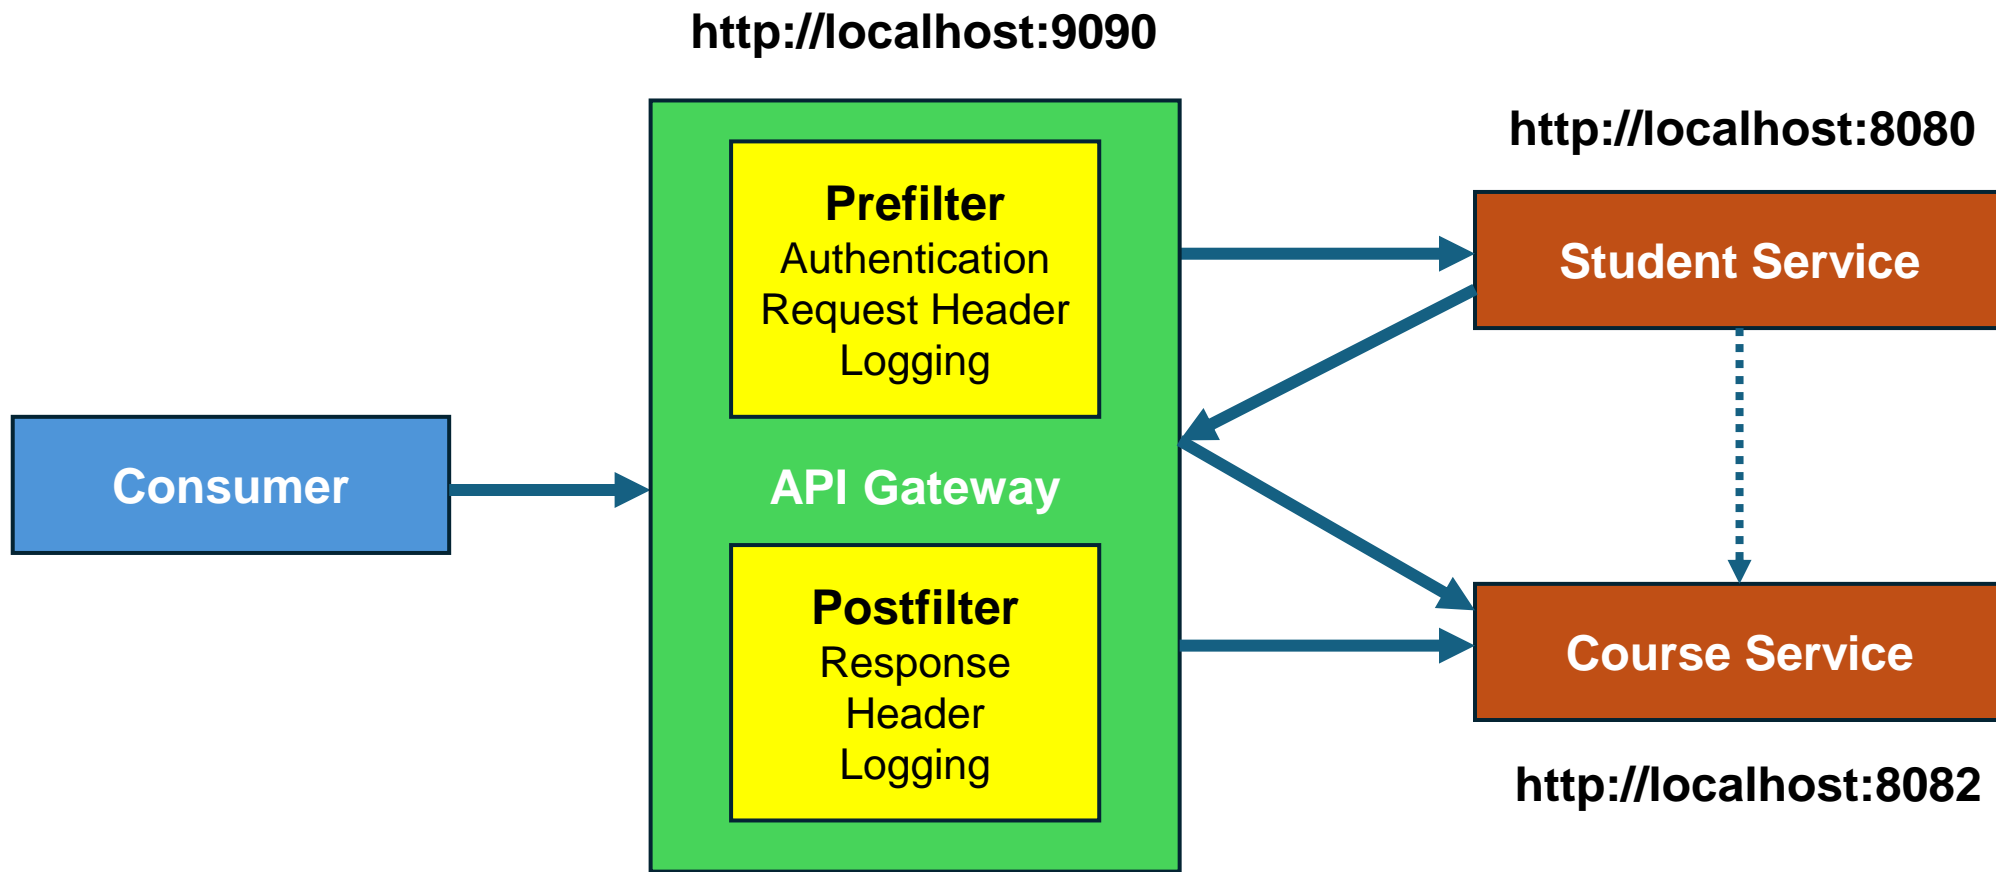 http://localhost:9090
http://localhost:8080
Prefilter
Authentication
Request Header
Logging
Student Service
Consumer
API Gateway
Postfilter
Response
Header
Logging
Course Service
http://localhost:8082